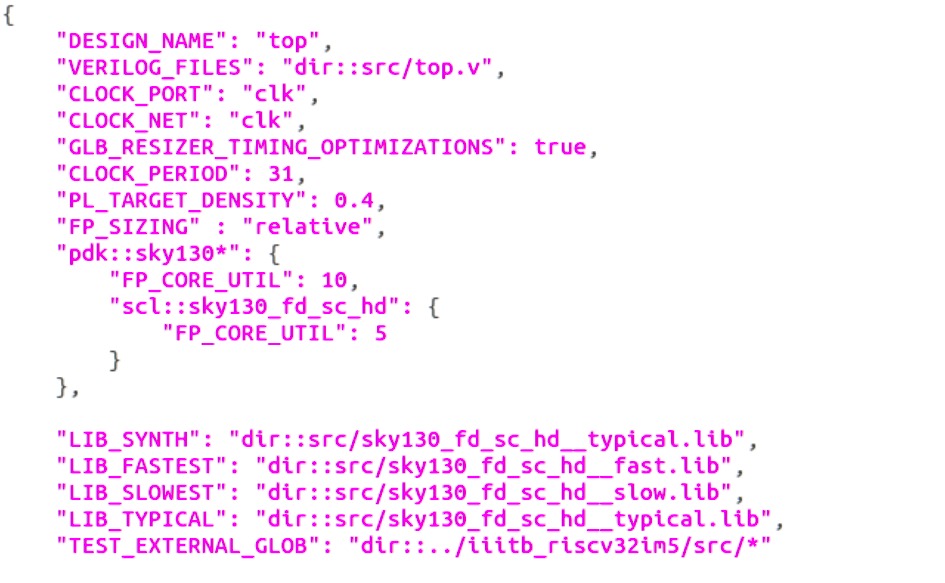 {
"DESIGN_NAME": "top",
"VERILOG_FILES": "dir::src/top.v",
"CLOCK_PORT": "clk",
"CLOCK_NET": "clk",
"GLB_RESIZER_TIMING_OPTIMIZATIONS": true,
"CLOCK_PERIOD": 31,
"PL_TARGET_DENSITY": 0.4,
"FP_SIZING" : "relative",
"pdk::sky130*": {
"FP_CORE_UTIL": 10,
"scl::sky130_fd_sc_hd": {
"FP_CORE_UTIL": 5
}
},
"LIB_SYNTH": "dir::src/sky130_fd_sc_hd__typical.lib",
"LIB_FASTEST": "dir::src/sky130_fd_sc_hd__fast.lib",
"LIB_SLOWEST": "dir::src/sky130_fd_sc_hd__slow.lib",
"LIB_TYPICAL": "dir::src/sky130_fd_sc_hd__typical.lib",
"TEST_EXTERNAL_GLOB": "dir::../iiitb_riscv32im5/src/*"